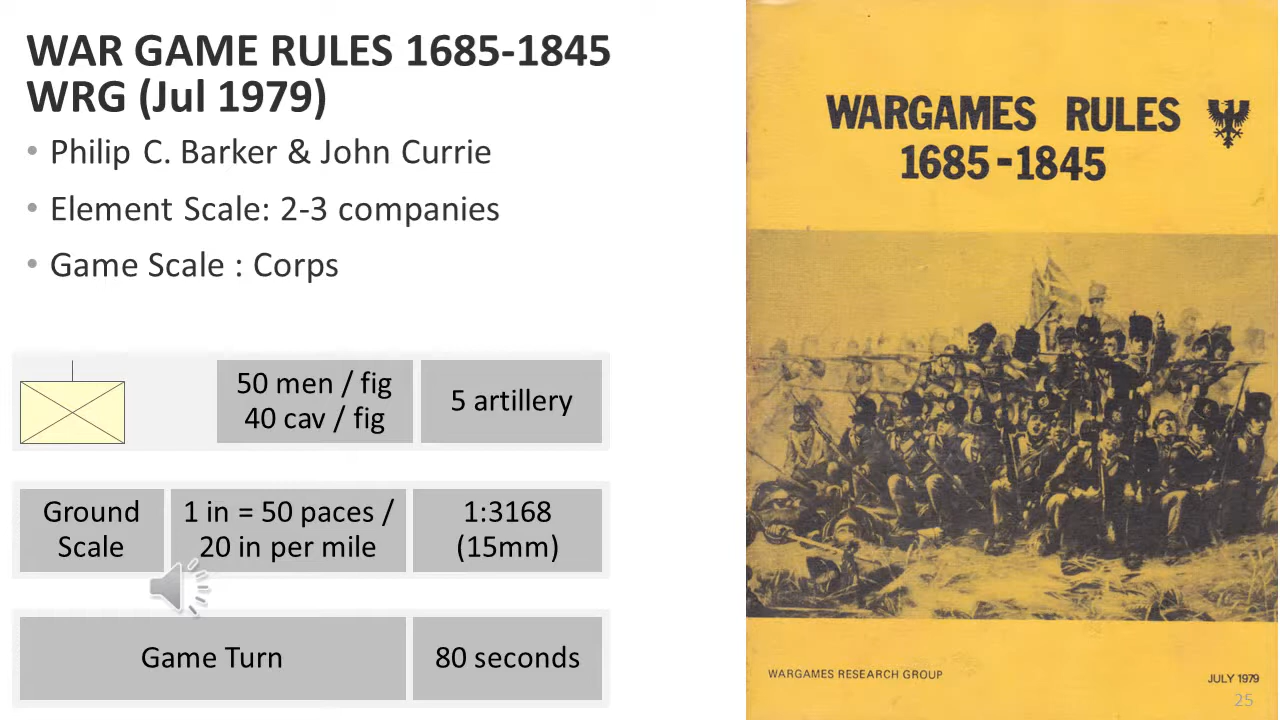 WAR GAME RULES 1685-1845
WRG (Jul 1979)
• Philip C. Barker & John Currie
• Element Scale: 2-3 companies
• Game Scale : Corps
50 men / fig
40 cav / fig
5 artillery
Ground
Scale
1 in = 50 paces /
20 in per mile
1:3168
(15mm)
Game Turn
80 seconds
WARGAMES RULES
1685-1845
WARGAMES RESEARCH GROUP
JULY 1979
25